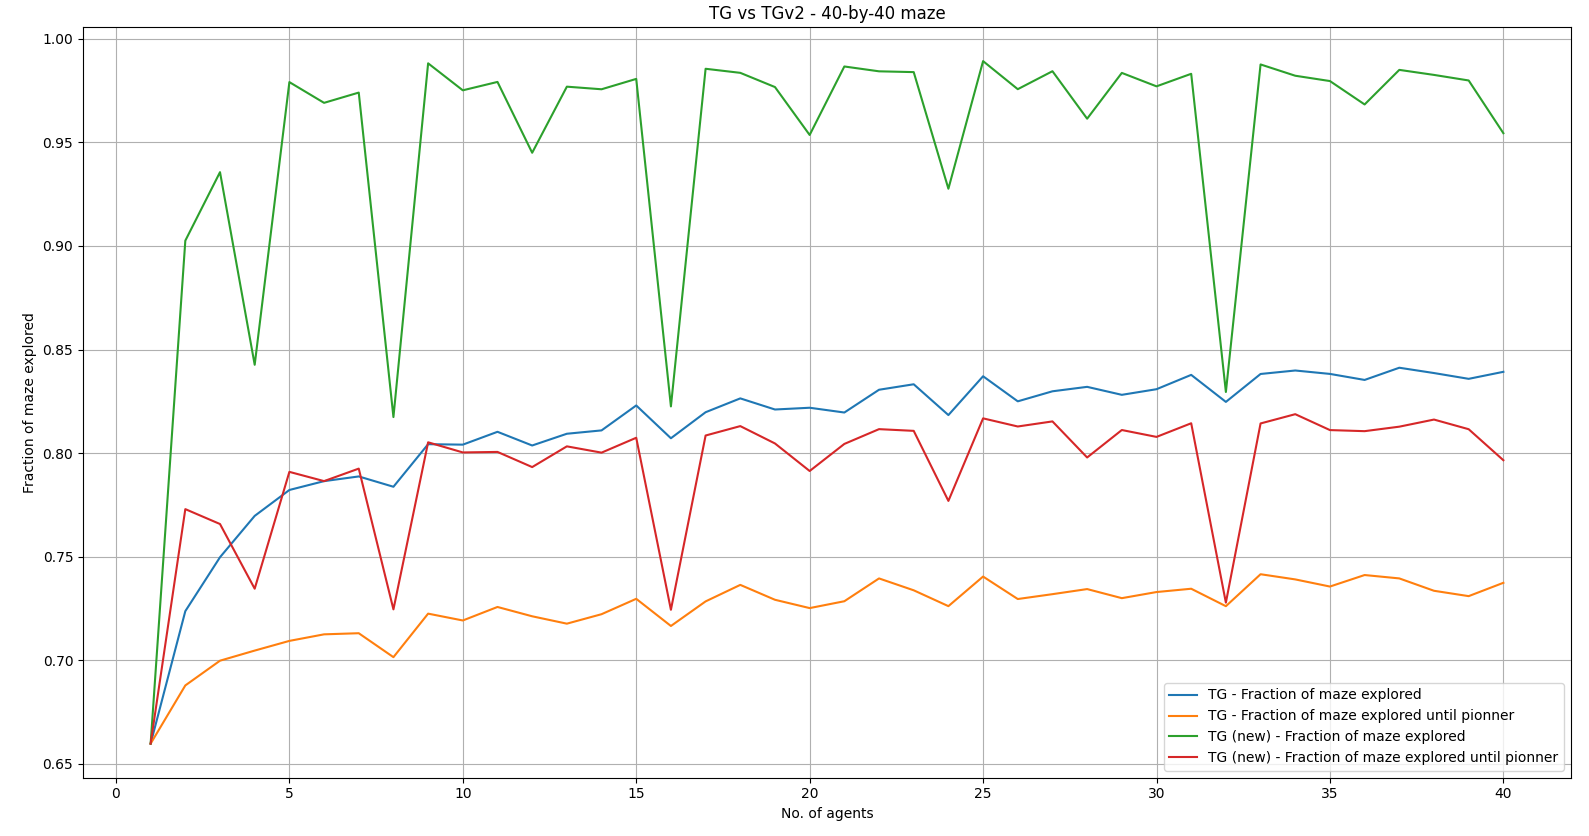 TG vs TGv2 - 40-by-40 maze
1.00
0.95
0.90
0.85
0.80
0.75
0.70
0.65
Fraction of maze explored
0 5 10 15 20 25 30 35 40
No. of agents
TG - Fraction of maze explored
TG - Fraction of maze explored until pionner
TG (new) - Fraction of maze explored
TG (new) - Fraction of maze explored until pionner